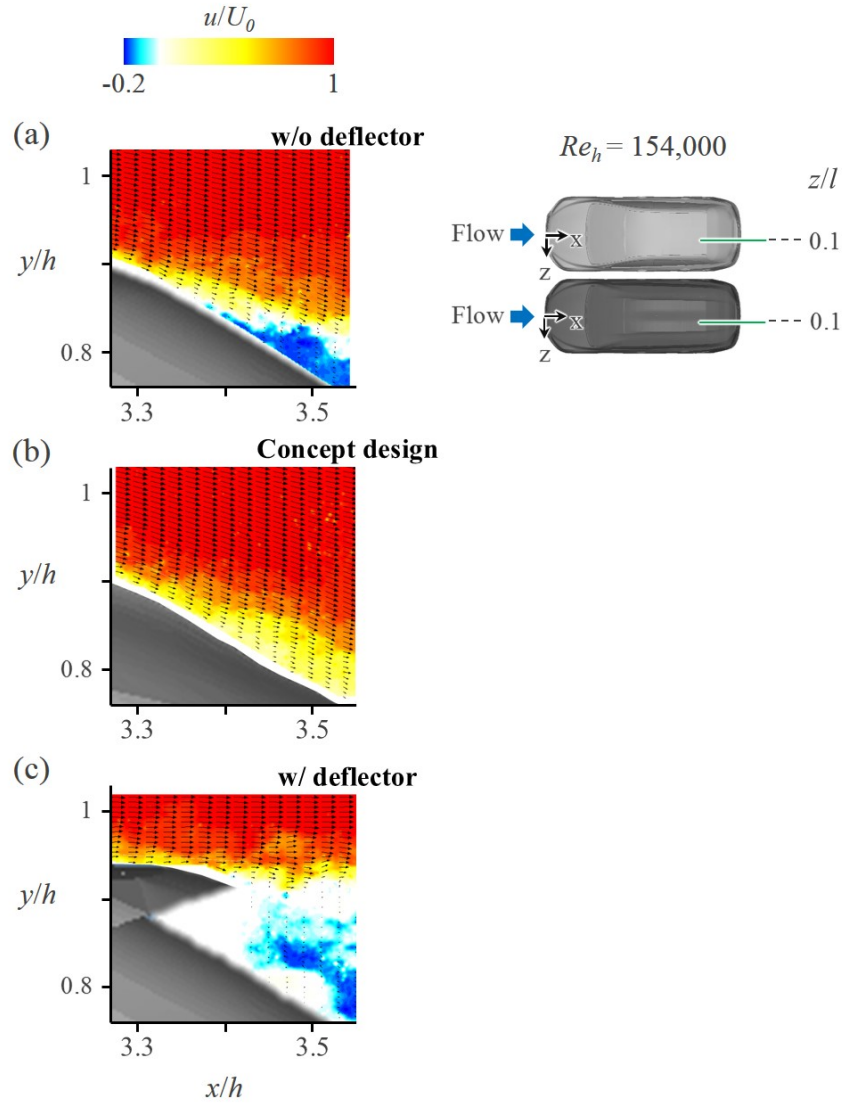 u/U₀
-0.2 1
(a) w/o deflector
1
y/h
0.8
3.3 3.5
Re_h = 154,000
z/l
Flow x z 0.1
Flow x z 0.1
(b) Concept design
1
y/h
0.8
3.3 3.5
(c) w/ deflector
1
y/h
0.8
3.3 3.5
x/h